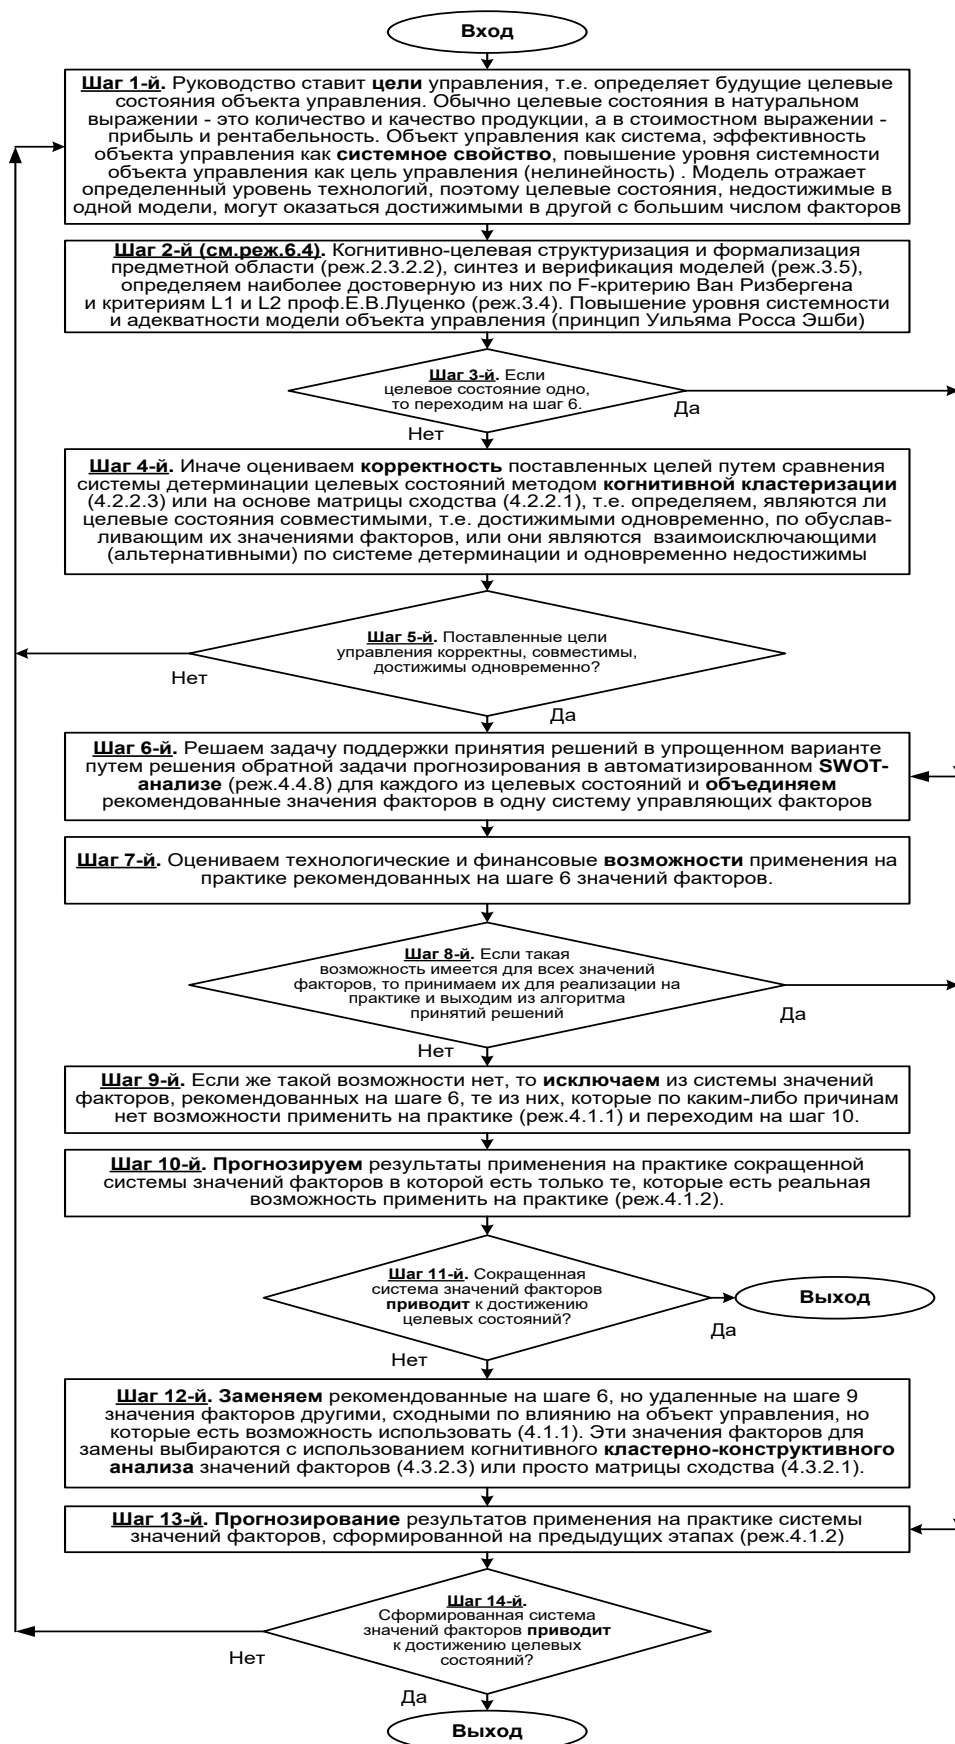 Вход
Шаг 1-й. Руководство ставит цели управления, т.е. определяет будущие целевые
состояния объекта управления. Обычно целевые состояния в натуральном
выражении - это количество и качество продукции, а в стоимостном выражении -
прибыль и рентабельность. Объект управления как система, эффективность
объекта управления как системное свойство, повышение уровня системности
объекта управления как цель управления (нелинейность) . Модель отражает
определенный уровень технологий, поэтому целевые состояния, недостижимые в
одной модели, могут оказаться достижимыми в другой с большим числом факторов
Шаг 2-й (см.реж.6.4). Когнитивно-целевая структуризация и формализация
предметной области (реж.2.3.2.2), синтез и верификация моделей (реж.3.5),
определяем наиболее достоверную из них по F-критерию Ван Ризбергена
и критериям L1 и L2 проф.Е.В.Луценко (реж.3.4). Повышение уровня системности
и адекватности модели объекта управления (принцип Уильяма Росса Эшби)
Шаг 3-й. Если
целевое состояние одно,
то переходим на шаг 6.
Да
Нет
Шаг 4-й. Иначе оцениваем корректность поставленных целей путем сравнения
системы детерминации целевых состояний методом когнитивной кластеризации
(4.2.2.3) или на основе матрицы сходства (4.2.2.1), т.е. определяем, являются ли
целевые состояния совместимыми, т.е. достижимыми одновременно, по обуслав-
ливающим их значениями факторов, или они являются взаимоисключающими
(альтернативными) по системе детерминации и одновременно недостижимы
Шаг 5-й. Поставленные цели
управления корректны, совместимы,
достижимы одновременно?
Нет
Да
Шаг 6-й. Решаем задачу поддержки принятия решений в упрощенном варианте
путем решения обратной задачи прогнозирования в автоматизированном SWOT-
анализе (реж.4.4.8) для каждого из целевых состояний и объединяем
рекомендованные значения факторов в одну систему управляющих факторов
Шаг 7-й. Оцениваем технологические и финансовые возможности применения на
практике рекомендованных на шаге 6 значений факторов.
Шаг 8-й. Если такая
возможность имеется для всех значений
факторов, то принимаем их для реализации на
практике и выходим из алгоритма
принятий решений
Да
Нет
Шаг 9-й. Если же такой возможности нет, то исключаем из системы значений
факторов, рекомендованных на шаге 6, те из них, которые по каким-либо причинам
нет возможности применить на практике (реж.4.1.1) и переходим на шаг 10.
Шаг 10-й. Прогнозируем результаты применения на практике сокращенной
системы значений факторов в которой есть только те, которые есть реальная
возможность применить на практике (реж.4.1.2).
Шаг 11-й. Сокращенная
система значений факторов
приводит к достижению
целевых состояний?
Выход
Да
Нет
Шаг 12-й. Заменяем рекомендованные на шаге 6, но удаленные на шаге 9
значения факторов другими, сходными по влиянию на объект управления, но
которые есть возможность использовать (4.1.1). Эти значения факторов для
замены выбираются с использованием когнитивного кластерно-конструктивного
анализа значений факторов (4.3.2.3) или просто матрицы сходства (4.3.2.1).
Шаг 13-й. Прогнозирование результатов применения на практике системы
значений факторов, сформированной на предыдущих этапах (реж.4.1.2)
Шаг 14-й.
Сформированная система
значений факторов приводит
к достижению целевых
состояний?
Нет
Да
Выход